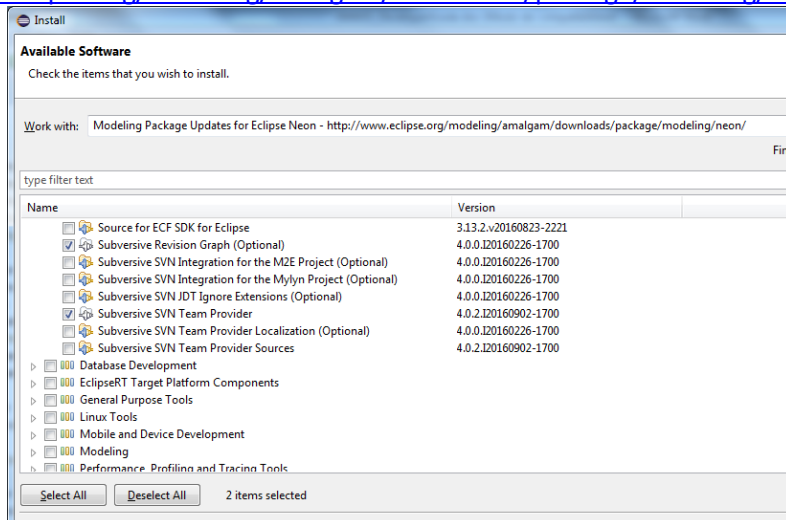 Install
Available Software
Check the items that you wish to install.
Work with: Modeling Package Updates for Eclipse Neon - http://www.eclipse.org/modeling/amalgam/downloads/package/modeling/neon/
type filter text
Name Version
Source for ECF SDK for Eclipse 3.13.2.v20160823-2221
Subversive Revision Graph (Optional) 4.0.0.I20160226-1700
Subversive SVN Integration for the M2E Project (Optional) 4.0.0.I20160226-1700
Subversive SVN Integration for the Mylyn Project (Optional) 4.0.0.I20160226-1700
Subversive SVN JDT Ignore Extensions (Optional) 4.0.0.I20160226-1700
Subversive SVN Team Provider 4.0.2.I20160902-1700
Subversive SVN Team Provider Localization (Optional) 4.0.0.I20160226-1700
Subversive SVN Team Provider Sources 4.0.2.I20160902-1700
Database Development
EclipseRT Target Platform Components
General Purpose Tools
Linux Tools
Mobile and Device Development
Modeling
Performance, Profiling and Tracing Tools
Select All Deselect All 2 items selected